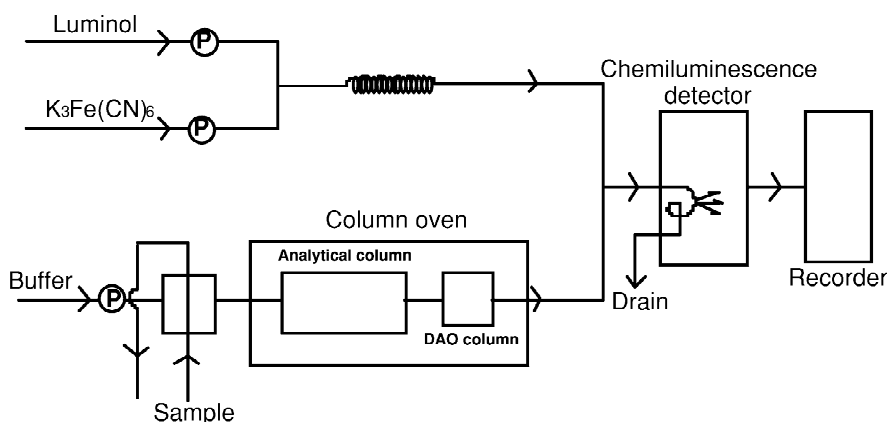 Luminol
P
K₃Fe(CN)₆
P
Chemiluminescence
detector
Column oven
Analytical column
Buffer
P
DAO column
Drain
Recorder
Sample